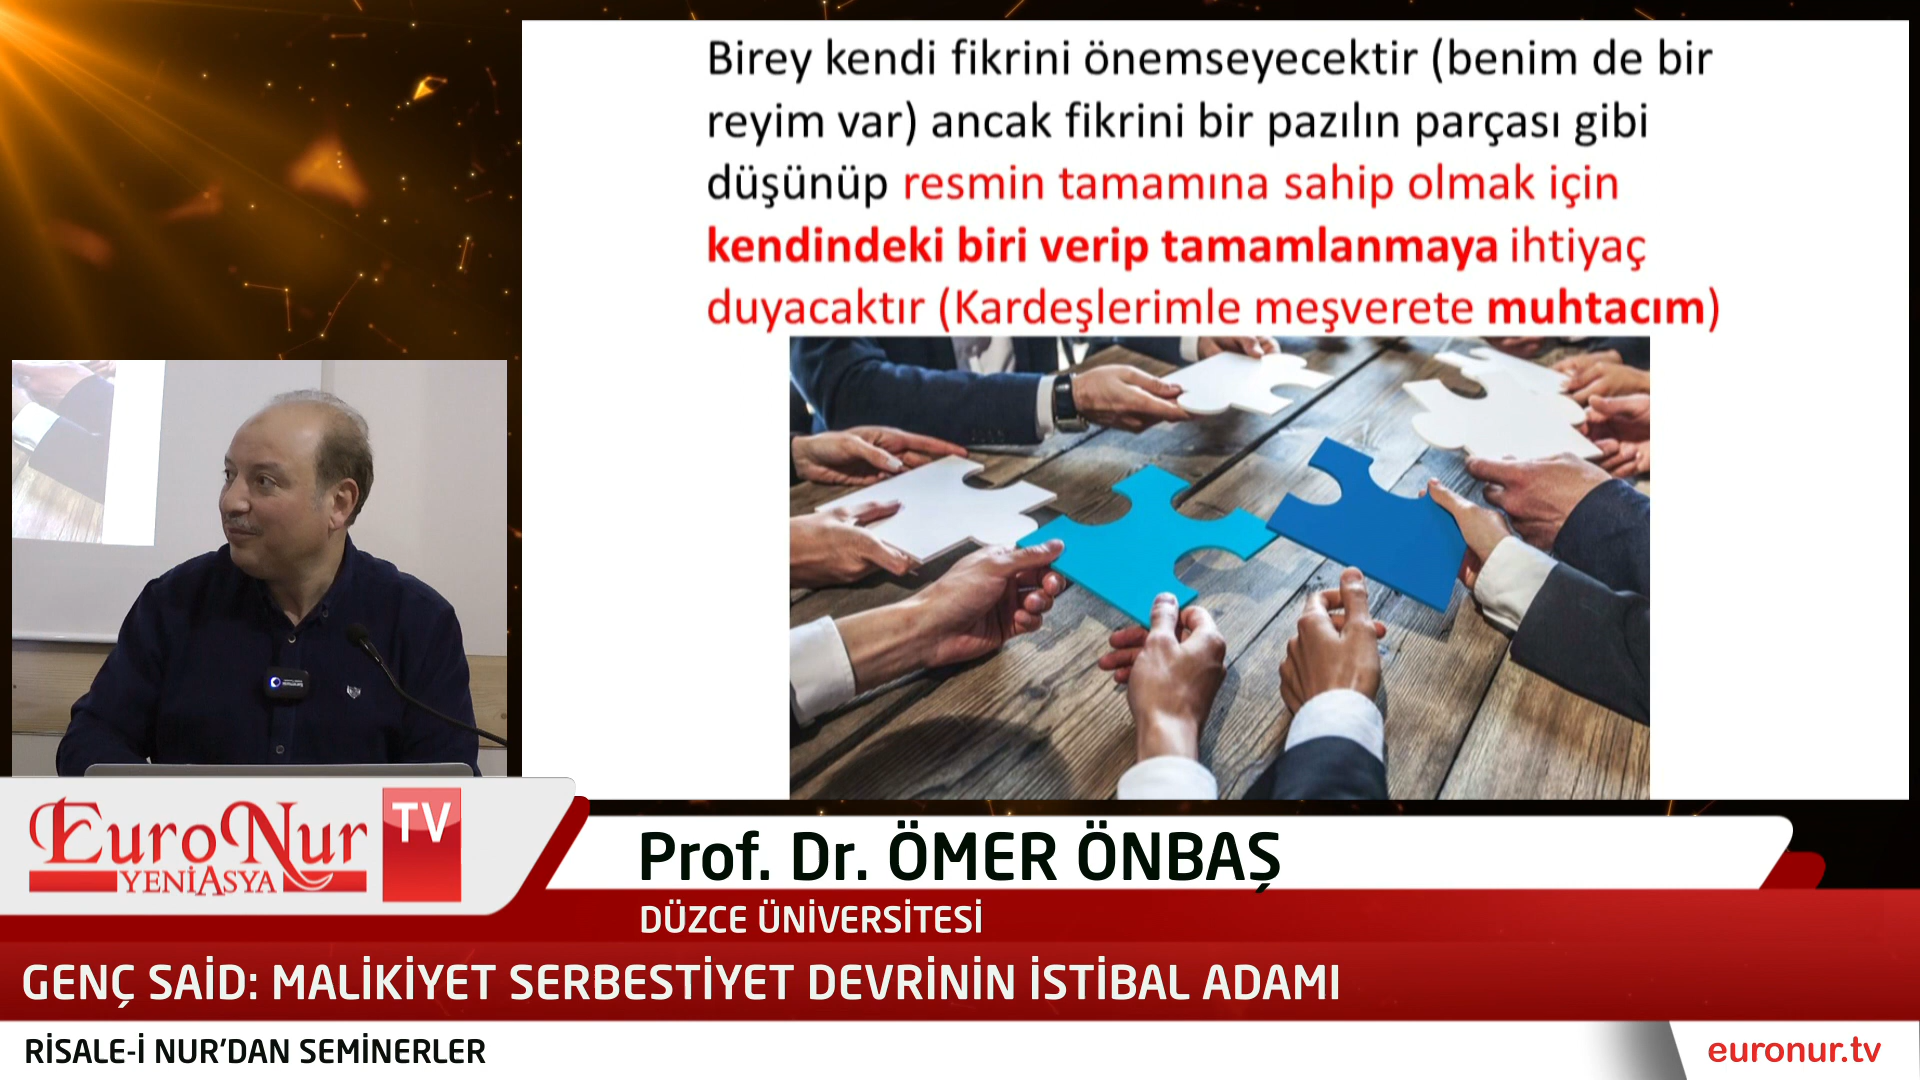 Birey kendi fikrini önemseyecektir (benim de bir
reyim var) ancak fikrini bir pazılın parçası gibi
düşünüp resmin tamamına sahip olmak için
kendindeki biri verip tamamlanmaya ihtiyaç
duyacaktır (Kardeşlerimle meşverete muhtacım)
EuroNur TV
YENİASYA
Prof. Dr. ÖMER ÖNBAŞ
DÜZCE ÜNİVERSİTESİ
GENÇ SAİD: MALİKİYET SERBESTİYET DEVRİNİN İSTİBAL ADAMI
RİSALE-İ NUR’DAN SEMİNERLER
euronur.tv